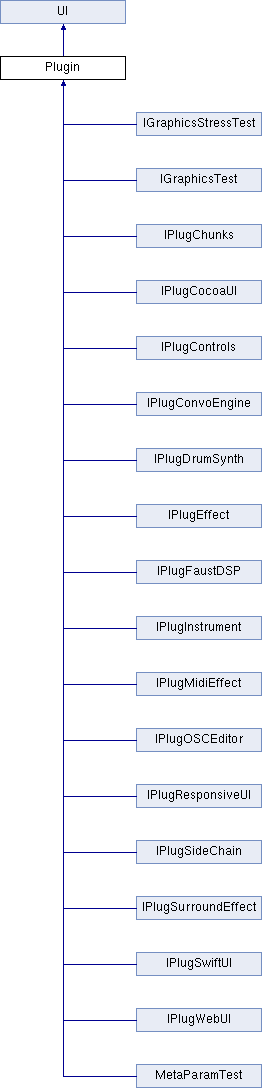 UI
Plugin
IGraphicsStressTest
IGraphicsTest
IPlugChunks
IPlugCocoaUI
IPlugControls
IPlugConvoEngine
IPlugDrumSynth
IPlugEffect
IPlugFaustDSP
IPlugInstrument
IPlugMidiEffect
IPlugOSCEditor
IPlugResponsiveUI
IPlugSideChain
IPlugSurroundEffect
IPlugSwiftUI
IPlugWebUI
MetaParamTest